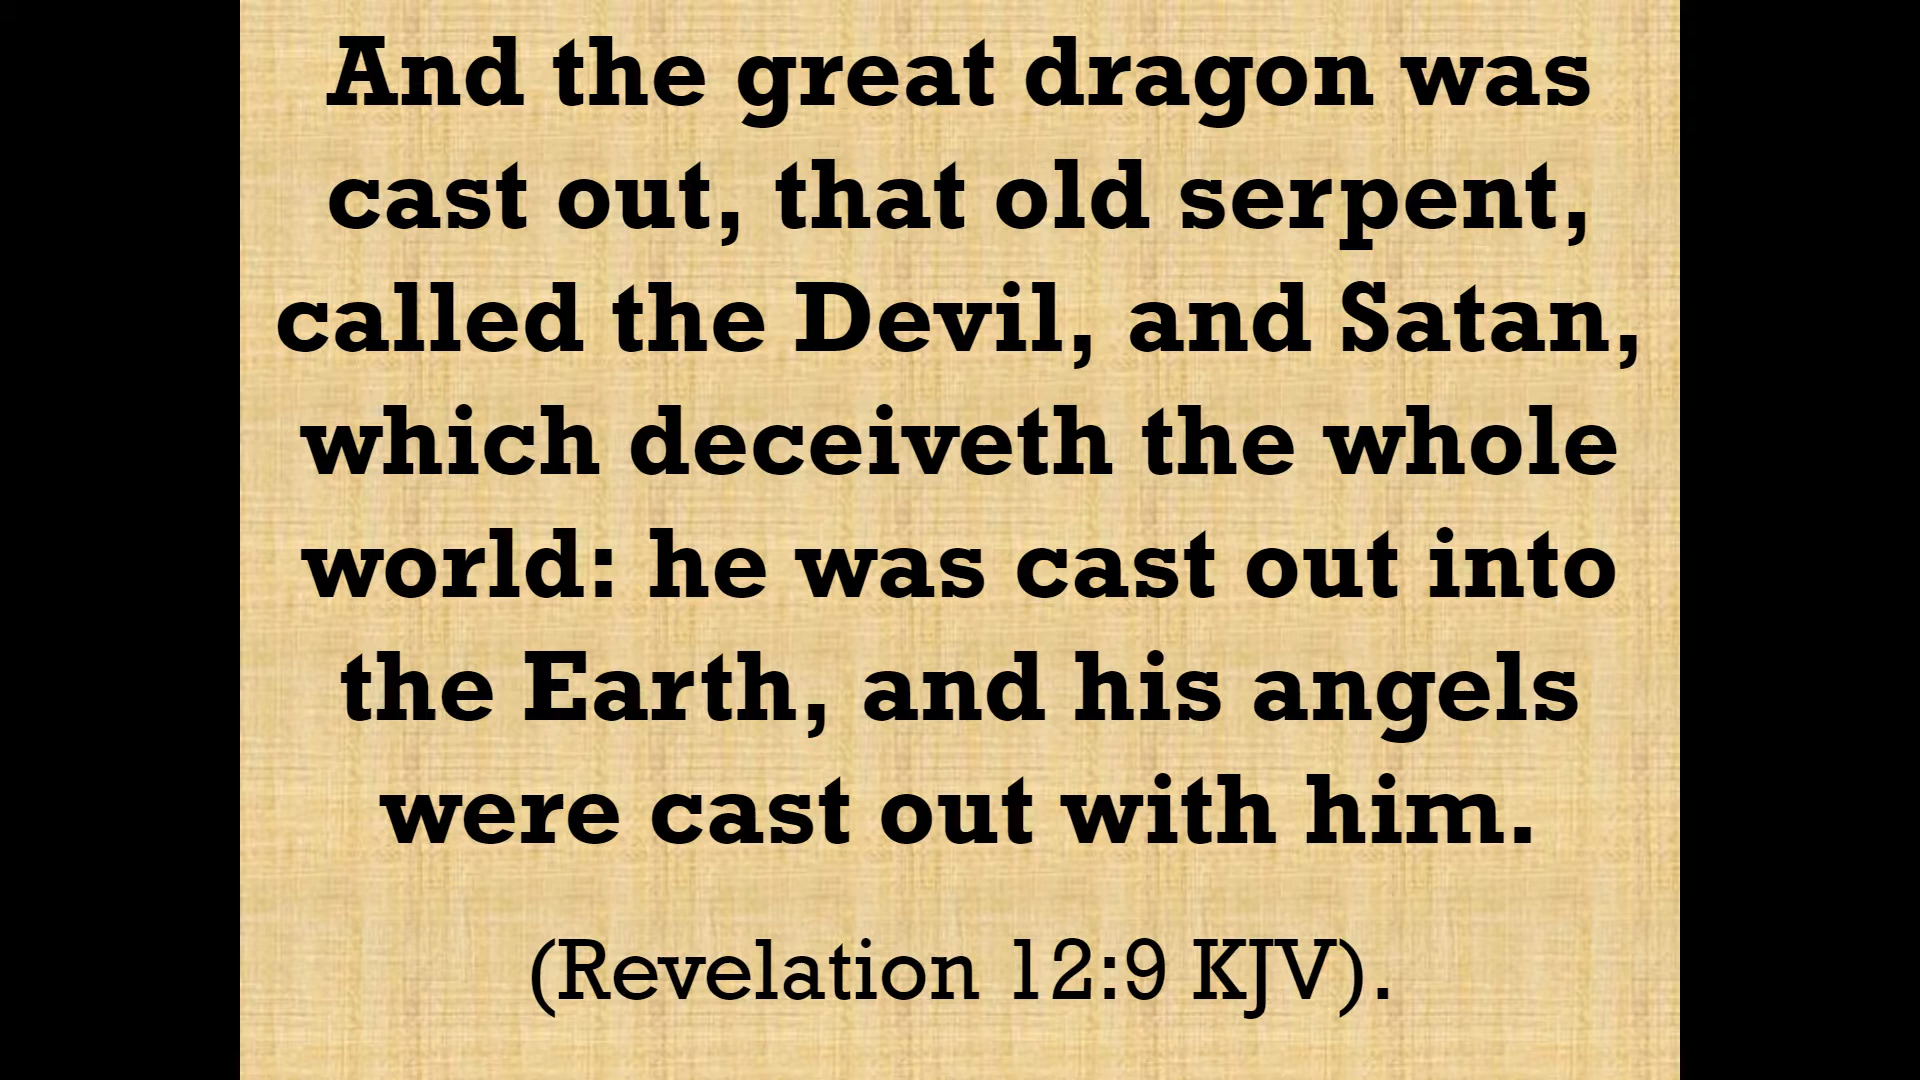 And the great dragon was
cast out, that old serpent,
called the Devil, and Satan,
which deceiveth the whole
world: he was cast out into
the Earth, and his angels
were cast out with him.
(Revelation 12:9 KJV).